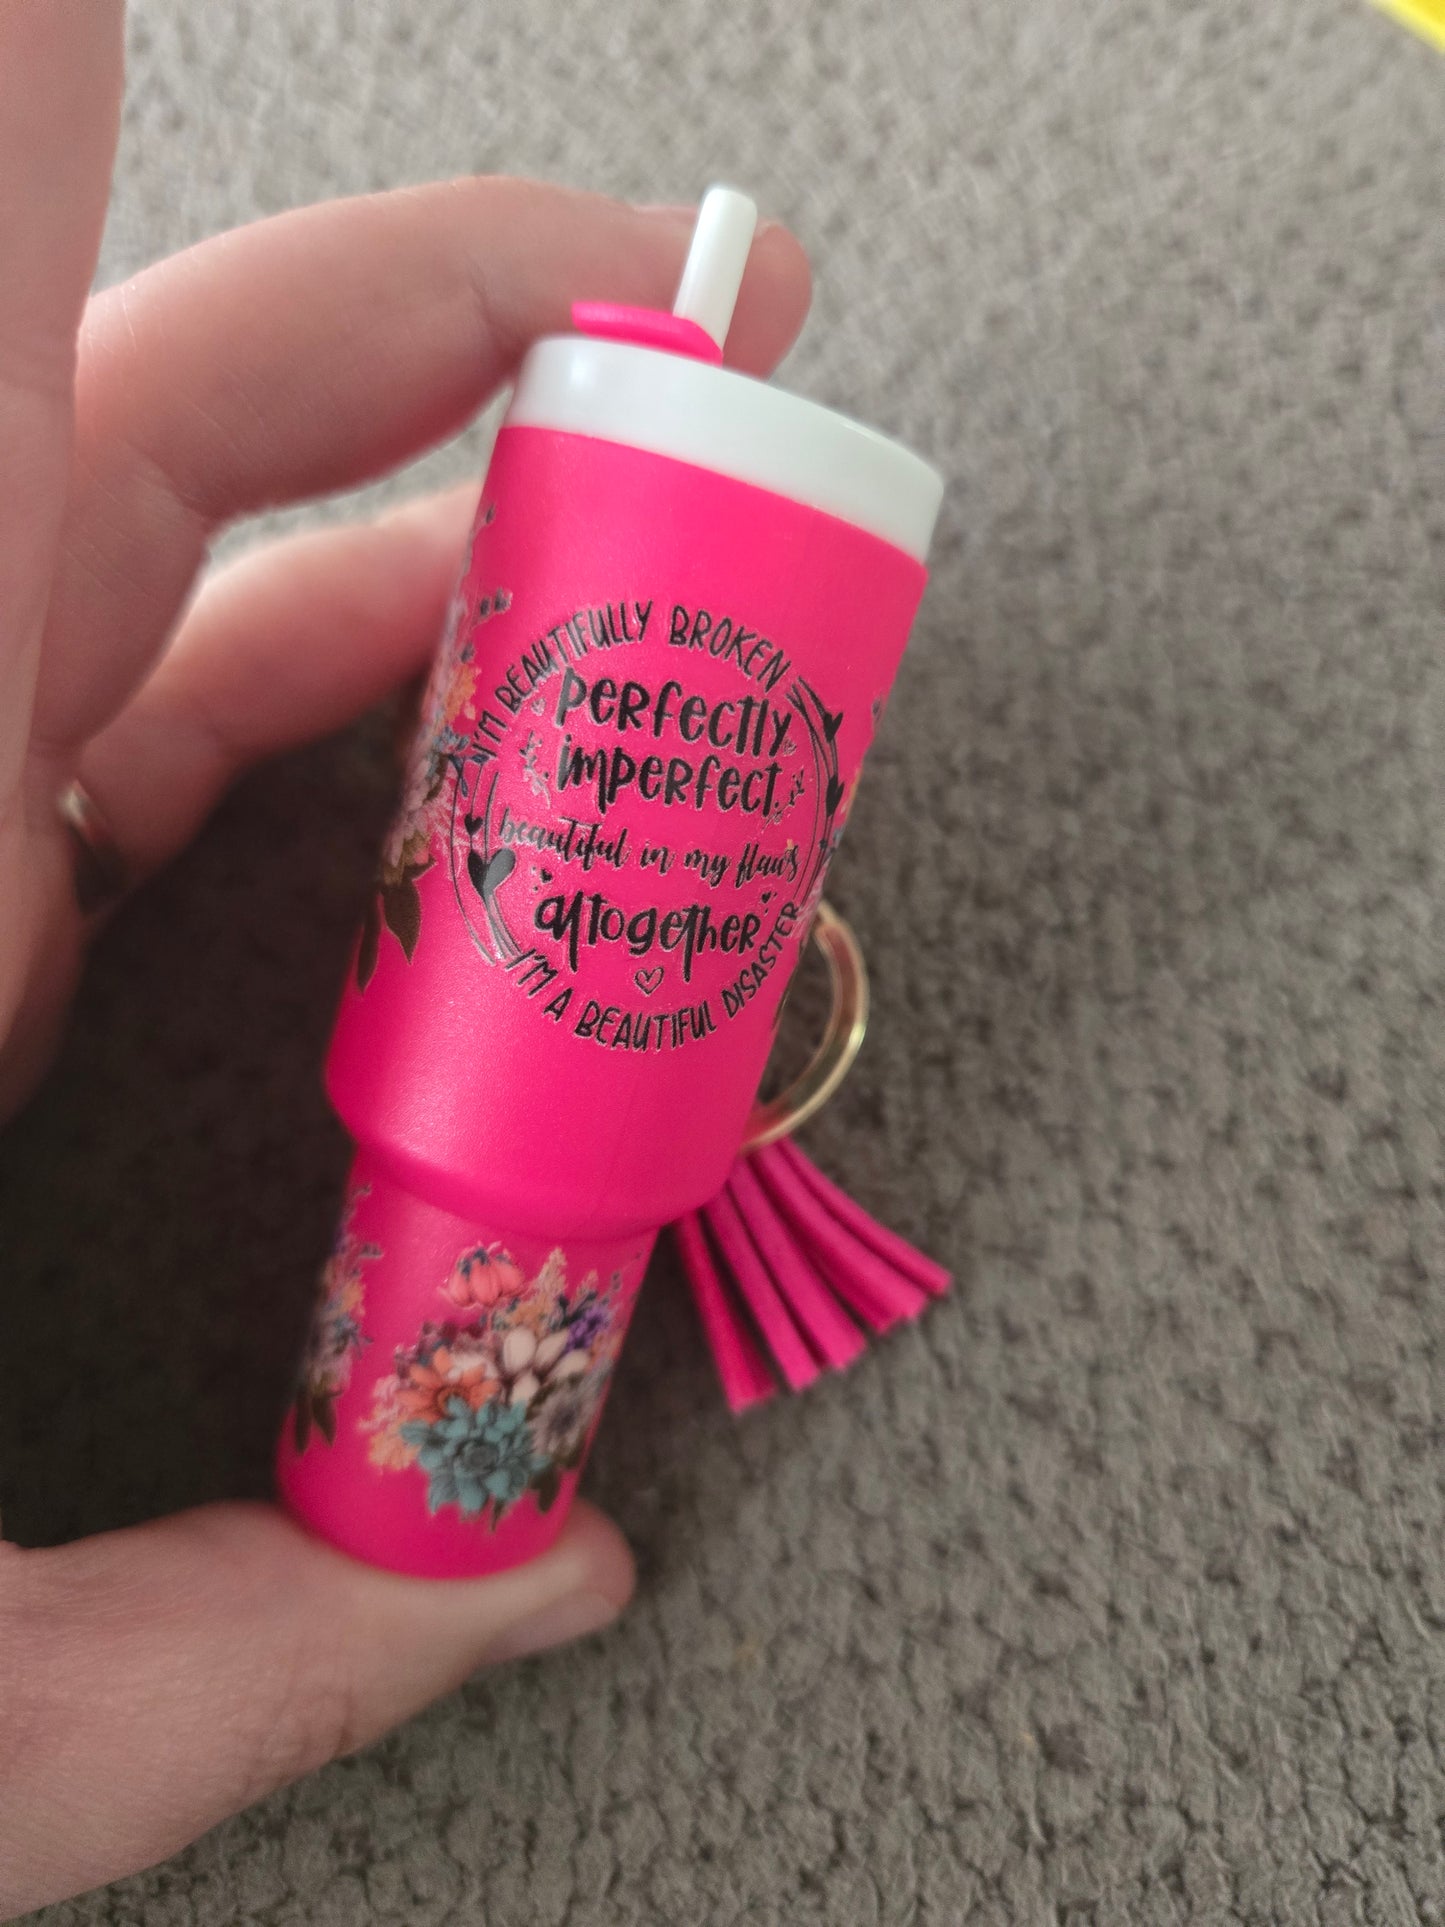 I'M BEAUTIFULLY BROKEN
PERFECTLY
IMPERFECT
beautiful in my flaws
ALTOGETHER
I'M A BEAUTIFUL DISASTER